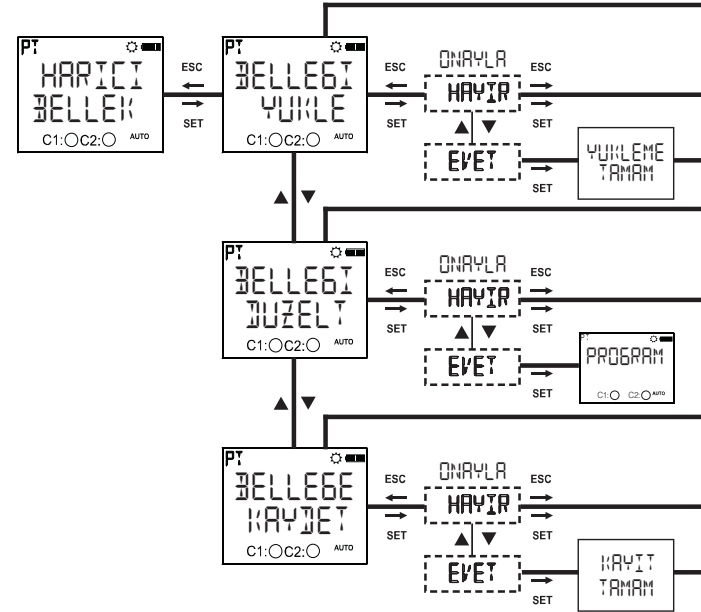 PT
HARICI
BELLEK
C1: C2: AUTO
ESC
SET
PT
BELLEGI
YUKLE
C1: C2: AUTO
ESC
SET
ONAYLA
HAYIR
ESC
SET
EVET
SET
YUKLEME
TAMAM
PT
BELLEGI
DUZELT
C1: C2: AUTO
ESC
SET
ONAYLA
HAYIR
ESC
SET
EVET
SET
PT
PROGRAM
C1: C2: AUTO
PT
BELLEGE
KAYDET
C1: C2: AUTO
ESC
SET
ONAYLA
HAYIR
ESC
SET
EVET
SET
KAYIT
TAMAM